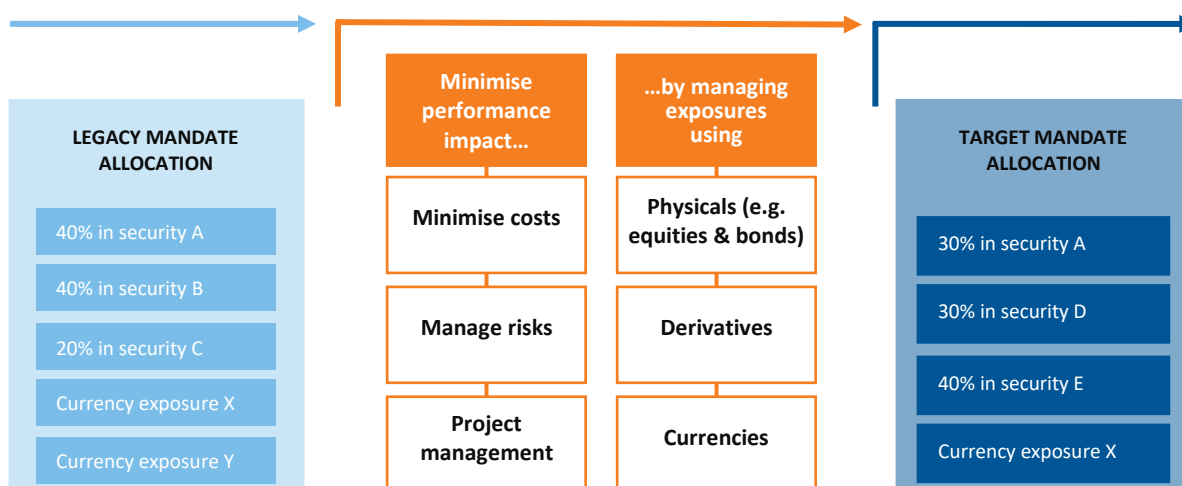 LEGACY MANDATE
ALLOCATION
40% in security A
40% in security B
20% in security C
Currency exposure X
Currency exposure Y
Minimise
performance
impact…
Minimise costs
Manage risks
Project
management
…by managing
exposures
using
Physicals (e.g.
equities & bonds)
Derivatives
Currencies
TARGET MANDATE
ALLOCATION
30% in security A
30% in security D
40% in security E
Currency exposure X